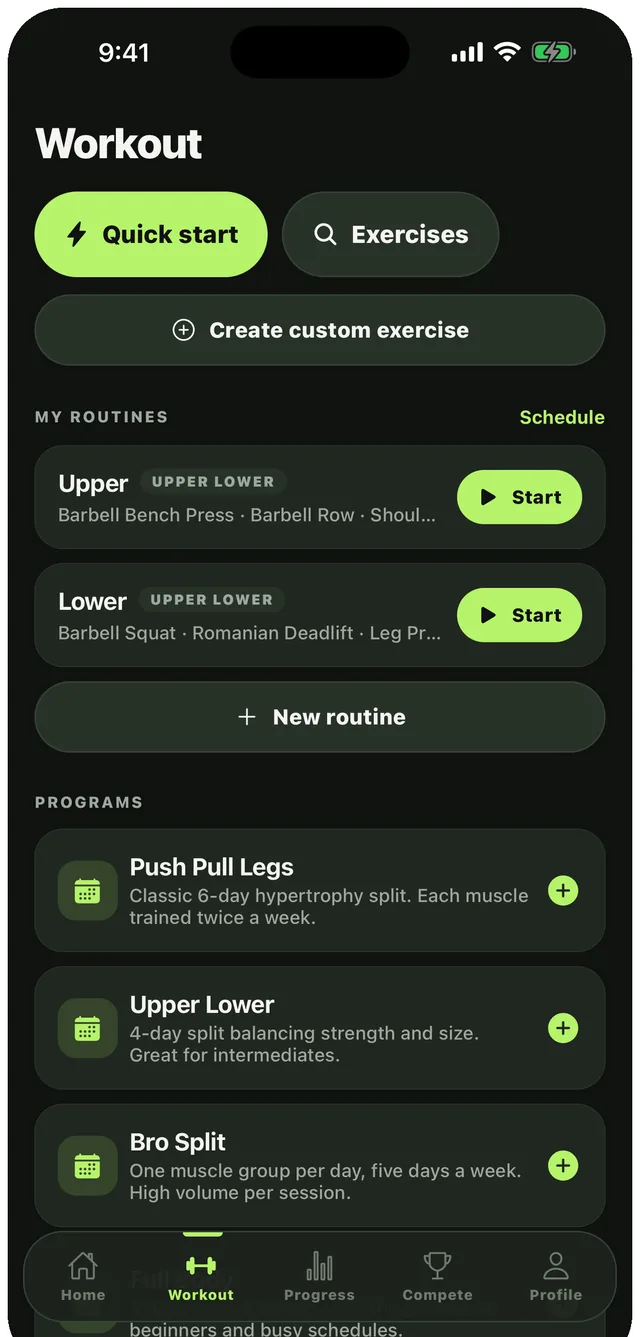 9:41
Workout
Quick start
Exercises
Create custom exercise
MY ROUTINES
Schedule
Upper
UPPER LOWER
Barbell Bench Press · Barbell Row · Shoul...
Start
Lower
UPPER LOWER
Barbell Squat · Romanian Deadlift · Leg Pr...
Start
New routine
PROGRAMS
Push Pull Legs
Classic 6-day hypertrophy split. Each muscle
trained twice a week.
Upper Lower
4-day split balancing strength and size.
Great for intermediates.
Bro Split
One muscle group per day, five days a week.
High volume per session.
Home
Workout
Progress
Compete
Profile
beginners and busy schedules.